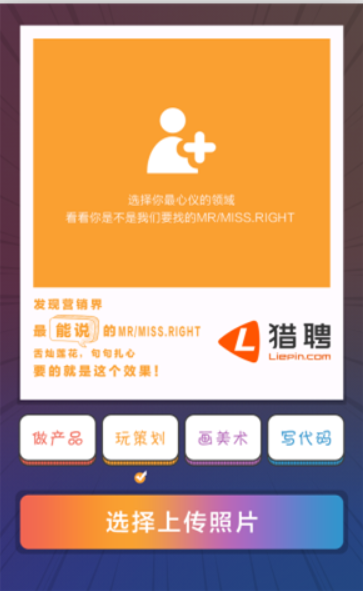 选择你最心仪的领域
看看你是不是我们要找的MR/MISS.RIGHT
发现营销界
最能说的MR/MISS.RIGHT
舌灿莲花，句句扎心
要的就是这个效果！
猎聘
Liepin.com
做产品
玩策划
画美术
写代码
选择上传照片